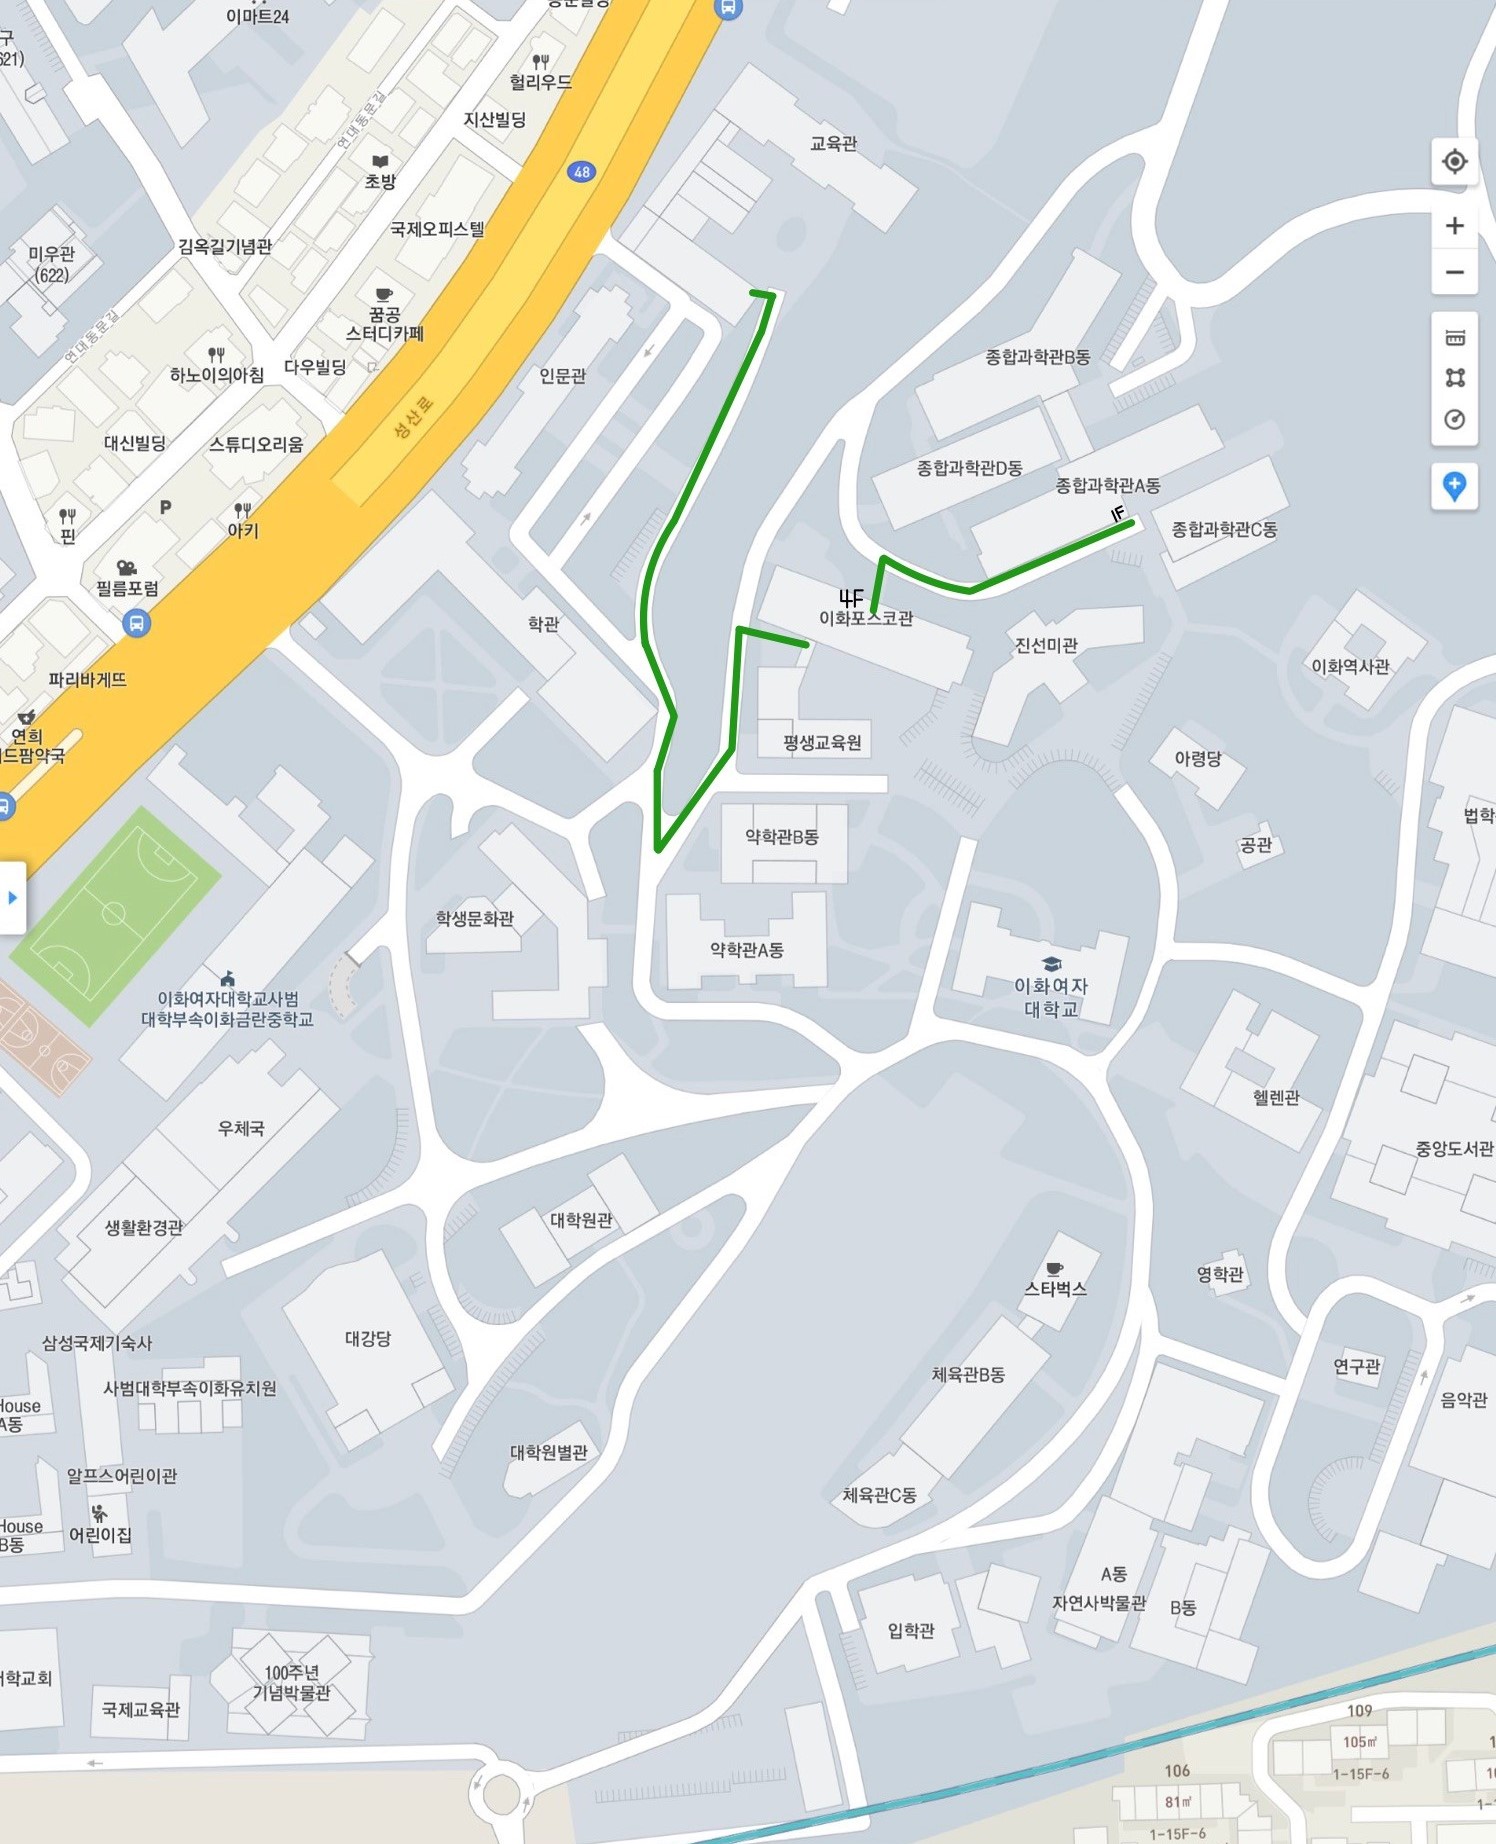 이마트24
구
621)
헐리우드
지산빌딩
연대동문길
초방
48
교육관
국제오피스텔
김옥길기념관
미우관
(622)
꿈공
스터디카페
연대동문길
하노이의아침
다우빌딩
인문관
종합과학관B동
성산로
대신빌딩
스튜디오리움
종합과학관D동
종합과학관A동
P
핀
아키
1F
종합과학관C동
필름포럼
4F
이화포스코관
학관
진선미관
이화역사관
파리바게뜨
연희
드팜약국
평생교육원
아령당
약학관B동
법학
공관
학생문화관
약학관A동
이화여자대학교사범
대학부속이화금란중학교
이화여자
대학교
헬렌관
우체국
중앙도서관
생활환경관
대학원관
스타벅스
영학관
삼성국제기숙사
대강당
연구관
체육관B동
사범대학부속이화유치원
House
A동
음악관
대학원별관
알프스어린이관
체육관C동
House
B동
어린이집
A동
자연사박물관
B동
입학관
대학교회
100주년
기념박물관
국제교육관
109
105㎡
1-15F-6
106
81㎡
1-15F-6